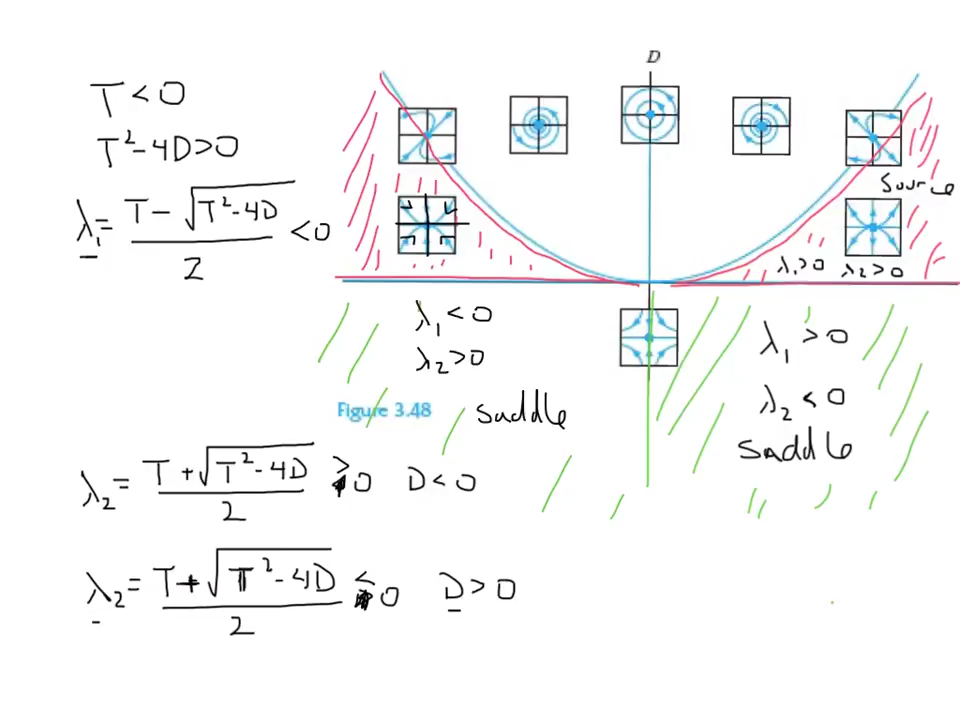 D
T < 0
T² - 4D > 0
λ₁ = (T - √(T² - 4D)) / 2 < 0
Source
λ₁ > 0 λ₂ > 0
λ₁ < 0
λ₂ > 0
saddle
λ₁ > 0
λ₂ < 0
saddle
Figure 3.48
λ₂ = (T + √(T² - 4D)) / 2 > 0 D < 0
λ₂ = (T + √(T² - 4D)) / 2 < 0 D > 0